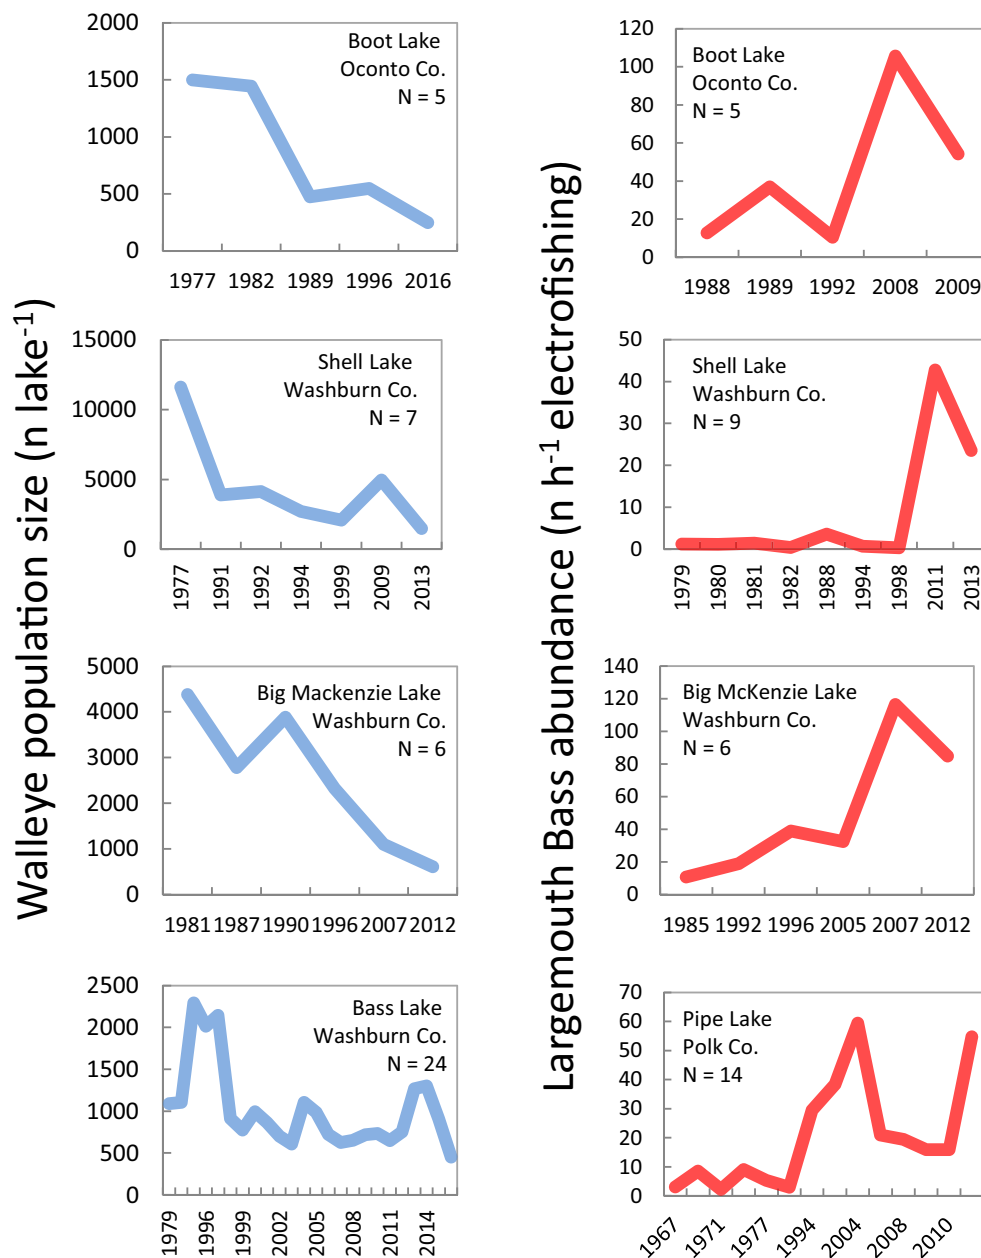 Walleye population size (n lake⁻¹)
2000
1500
1000
500
0
Boot Lake
Oconto Co.
N = 5
1977 1982 1989 1996 2016
15000
10000
5000
0
Shell Lake
Washburn Co.
N = 7
1977 1991 1992 1994 1999 2009 2013
5000
4000
3000
2000
1000
0
Big Mackenzie Lake
Washburn Co.
N = 6
1981 1987 1990 1996 2007 2012
2500
2000
1500
1000
500
0
Bass Lake
Washburn Co.
N = 24
1979 1996 1999 2002 2005 2008 2011 2014
Largemouth Bass abundance (n h⁻¹ electrofishing)
120
100
80
60
40
20
0
Boot Lake
Oconto Co.
N = 5
1988 1989 1992 2008 2009
50
40
30
20
10
0
Shell Lake
Washburn Co.
N = 9
1979 1980 1981 1982 1988 1994 1998 2011 2013
140
120
100
80
60
40
20
0
Big McKenzie Lake
Washburn Co.
N = 6
1985 1992 1996 2005 2007 2012
70
60
50
40
30
20
10
0
Pipe Lake
Polk Co.
N = 14
1967 1971 1977 1994 2004 2008 2010